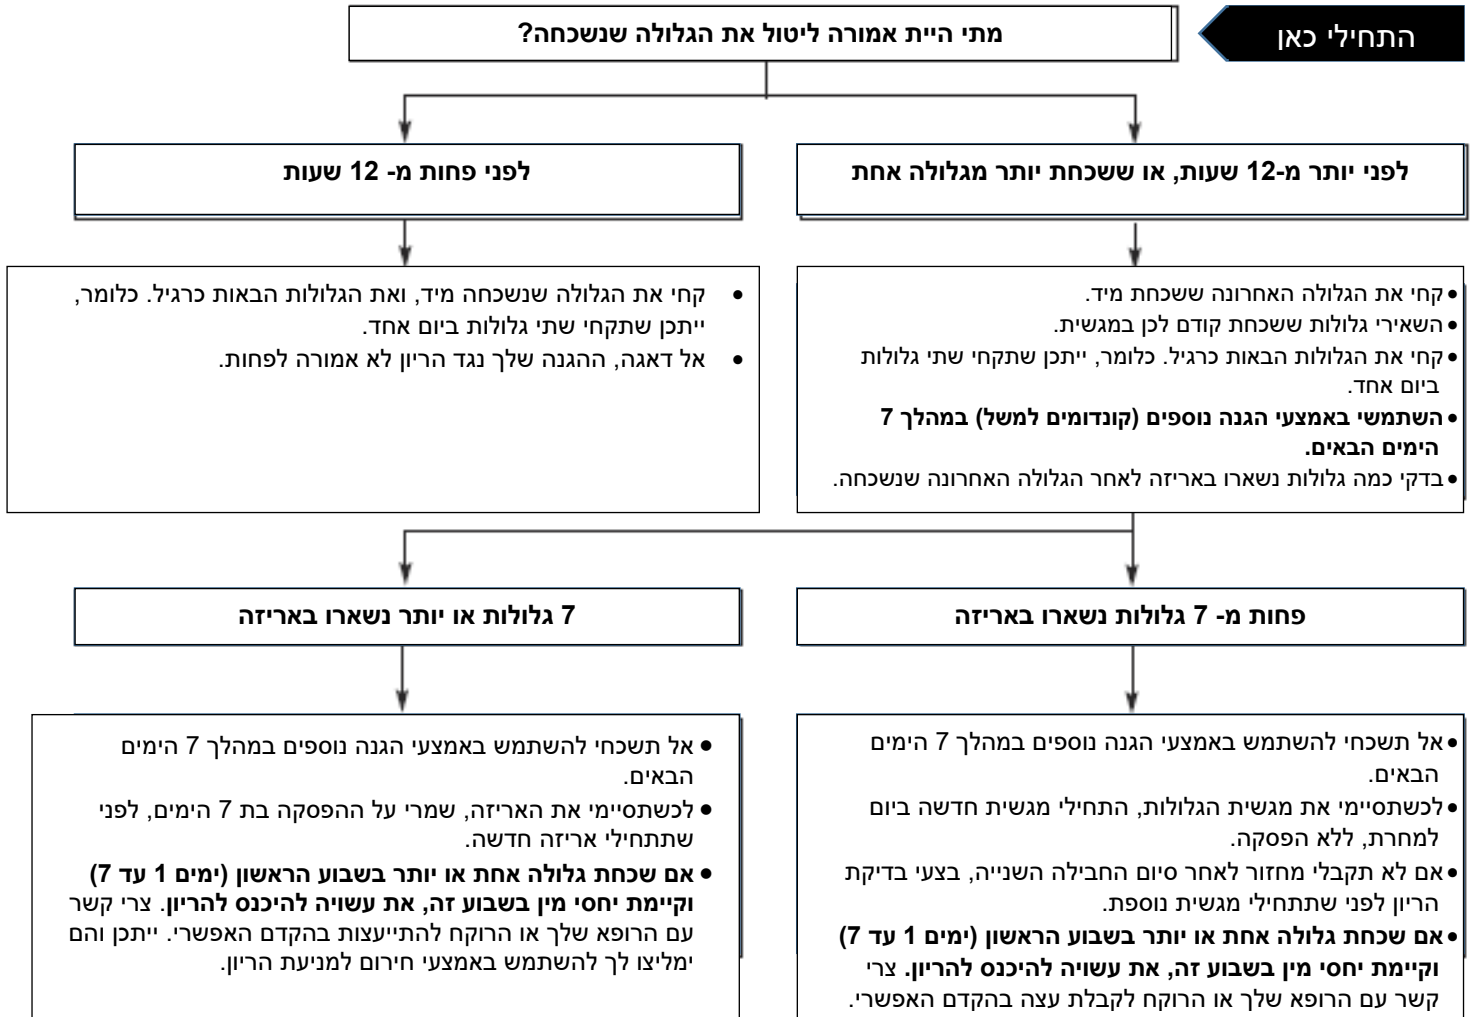 התחילי כאן
מתי היית אמורה ליטול את הגלולה שנשכחה?
לפני יותר מ-12 שעות, או ששכחת יותר מגלולה אחת
לפני פחות מ- 12 שעות
• קחי את הגלולה האחרונה ששכחת מיד.
• השאירי גלולות ששכחת קודם לכן במגשית.
• קחי את הגלולות הבאות כרגיל. כלומר, ייתכן שתקחי שתי גלולות
ביום אחד.
• השתמשי באמצעי הגנה נוספים (קונדומים למשל) במהלך 7
הימים הבאים.
• בדקי כמה גלולות נשארו באריזה לאחר הגלולה האחרונה שנשכחה.
• קחי את הגלולה שנשכחה מיד, ואת הגלולות הבאות כרגיל. כלומר,
ייתכן שתקחי שתי גלולות ביום אחד.
• אל דאגה, ההגנה שלך נגד הריון לא אמורה לפחות.
פחות מ- 7 גלולות נשארו באריזה
7 גלולות או יותר נשארו באריזה
• אל תשכחי להשתמש באמצעי הגנה נוספים במהלך 7 הימים
הבאים.
• לכשתסיימי את מגשית הגלולות, התחילי מגשית חדשה ביום
למחרת, ללא הפסקה.
• אם לא תקבלי מחזור לאחר סיום החבילה השנייה, בצעי בדיקת
הריון לפני שתתחילי מגשית נוספת.
• אם שכחת גלולה אחת או יותר בשבוע הראשון (ימים 1 עד 7)
וקיימת יחסי מין בשבוע זה, את עשויה להיכנס להריון. צרי
קשר עם הרופא שלך או הרוקח לקבלת עצה בהקדם האפשרי.
• אל תשכחי להשתמש באמצעי הגנה נוספים במהלך 7 הימים
הבאים.
• לכשתסיימי את האריזה, שמרי על ההפסקה בת 7 הימים, לפני
שתתחילי אריזה חדשה.
• אם שכחת גלולה אחת או יותר בשבוע הראשון (ימים 1 עד 7)
וקיימת יחסי מין בשבוע זה, את עשויה להיכנס להריון. צרי קשר
עם הרופא שלך או הרוקח להתייעצות בהקדם האפשרי. ייתכן והם
ימליצו לך להשתמש באמצעי חירום למניעת הריון.